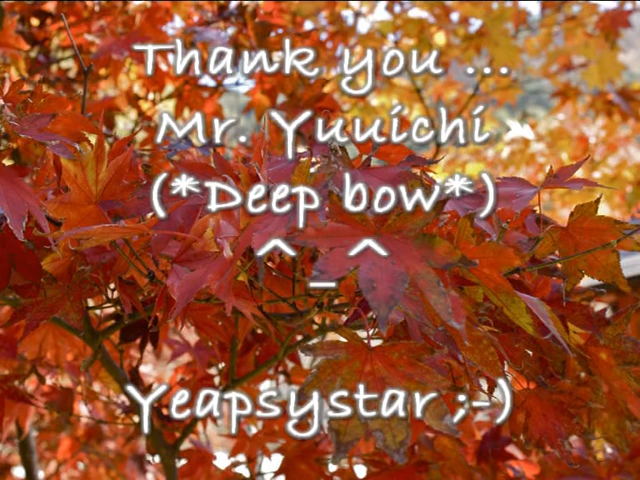 Thank you ...
Mr. Yuuichi
(*Deep bow*)
^_^
Yeapsystar ;-)